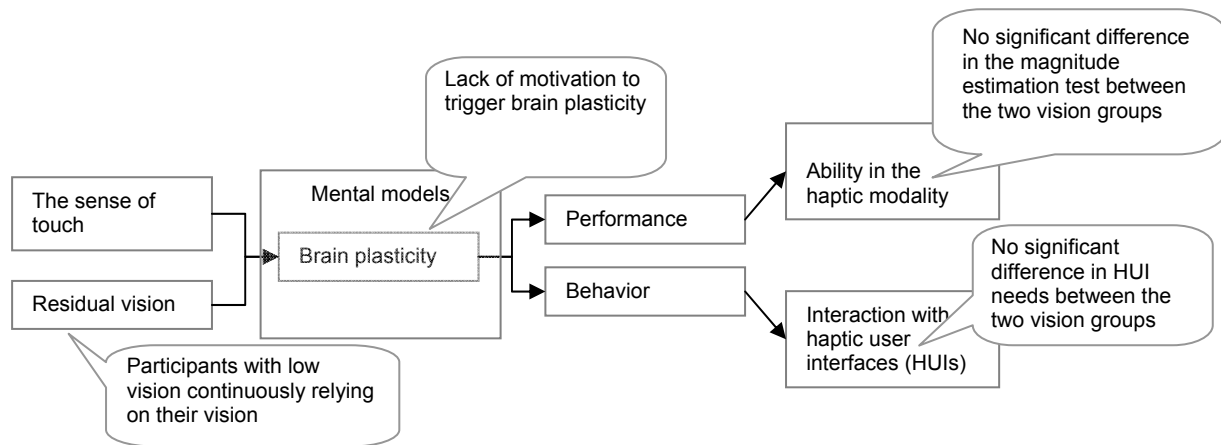 No significant difference
in the magnitude
estimation test between
the two vision groups
Lack of motivation to
trigger brain plasticity
Ability in the
haptic modality
The sense of
touch
Mental models
Performance
Brain plasticity
Residual vision
Behavior
No significant
difference in HUI
needs between the
two vision groups
Interaction with
haptic user
interfaces (HUIs)
Participants with low
vision continuously relying
on their vision